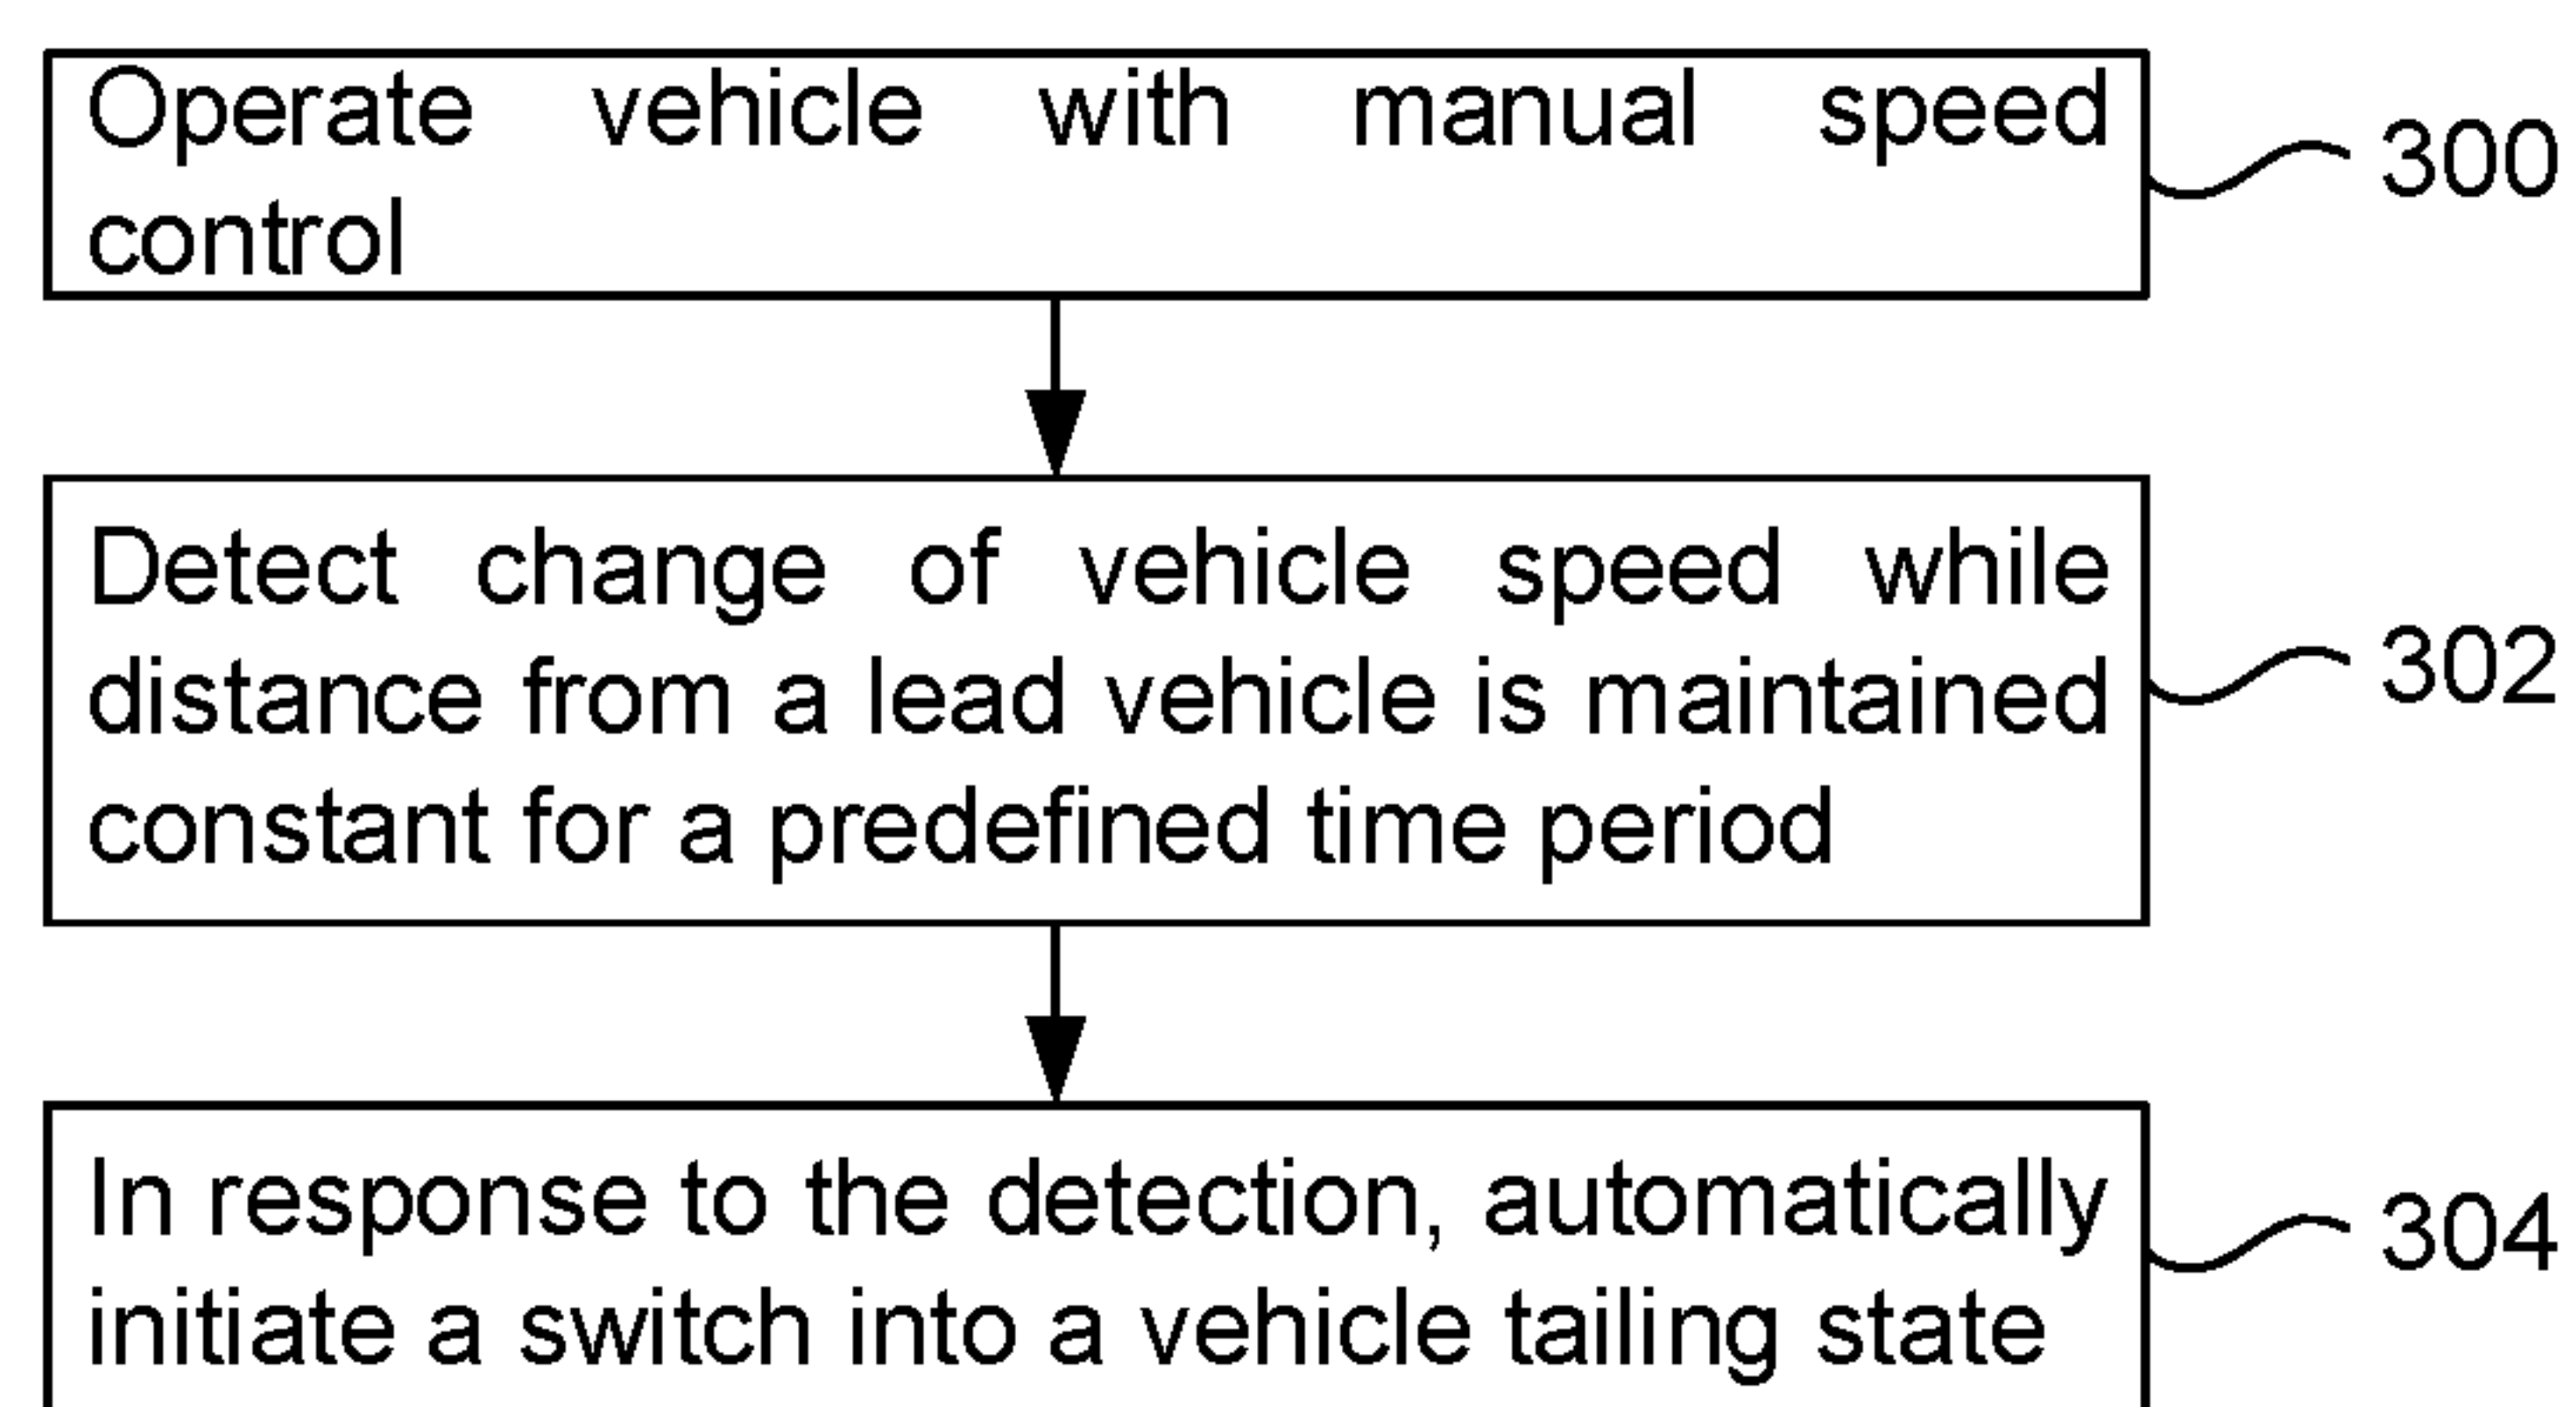 Operate vehicle with manual speed
control
300
Detect change of vehicle speed while
distance from a lead vehicle is maintained
constant for a predefined time period
302
In response to the detection, automatically
initiate a switch into a vehicle tailing state
304